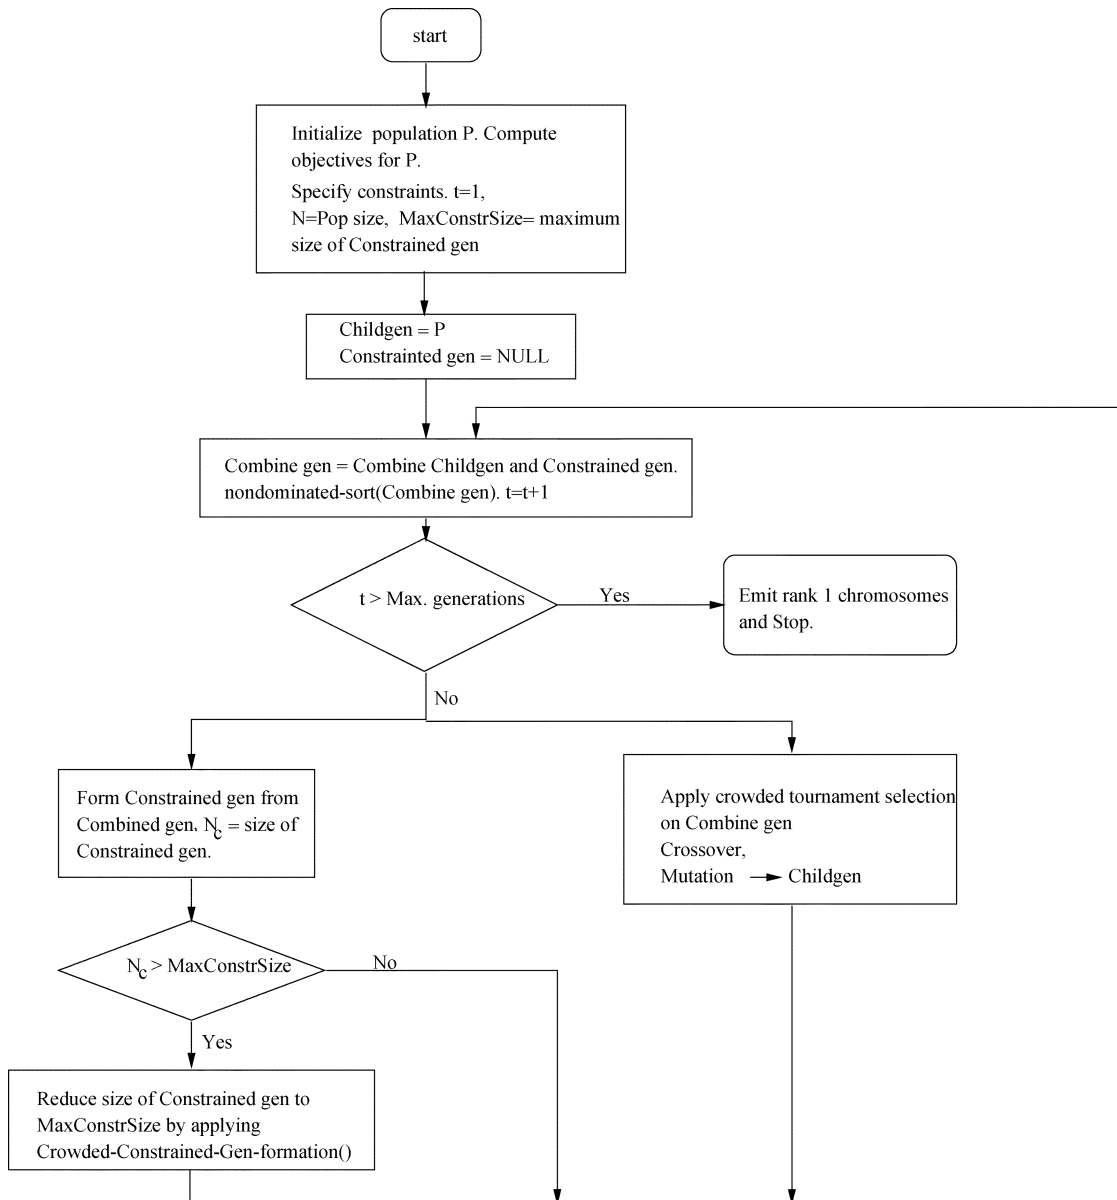 start
Initialize population P. Compute
objectives for P.
Specify constraints. t=1,
N=Pop size, MaxConstrSize= maximum
size of Constrained gen
Childgen = P
Constrainted gen = NULL
Combine gen = Combine Childgen and Constrained gen.
nondominated-sort(Combine gen). t=t+1
t > Max. generations
Yes
Emit rank 1 chromosomes
and Stop.
No
Form Constrained gen from
Combined gen. Nc = size of
Constrained gen.
Apply crowded tournament selection
on Combine gen
Crossover,
Mutation → Childgen
Nc > MaxConstrSize
No
Yes
Reduce size of Constrained gen to
MaxConstrSize by applying
Crowded-Constrained-Gen-formation()